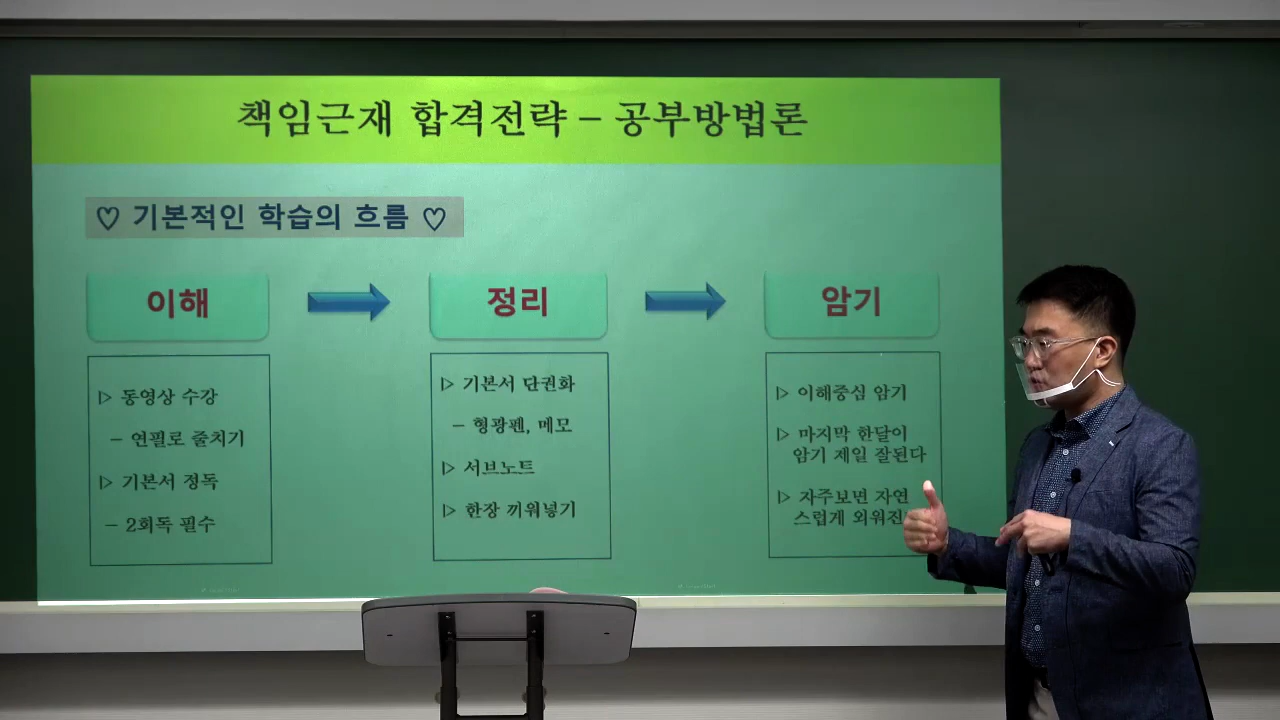 책임근재 합격전략 – 공부방법론
♡ 기본적인 학습의 흐름 ♡
이해
정리
암기
▷ 동영상 수강
– 연필로 줄치기
▷ 기본서 정독
– 2회독 필수
▷ 기본서 단권화
– 형광펜, 메모
▷ 서브노트
▷ 한장 끼워넣기
▷ 이해중심 암기
▷ 마지막 한달이
암기 제일 잘된다
▷ 자주보면 자연
스럽게